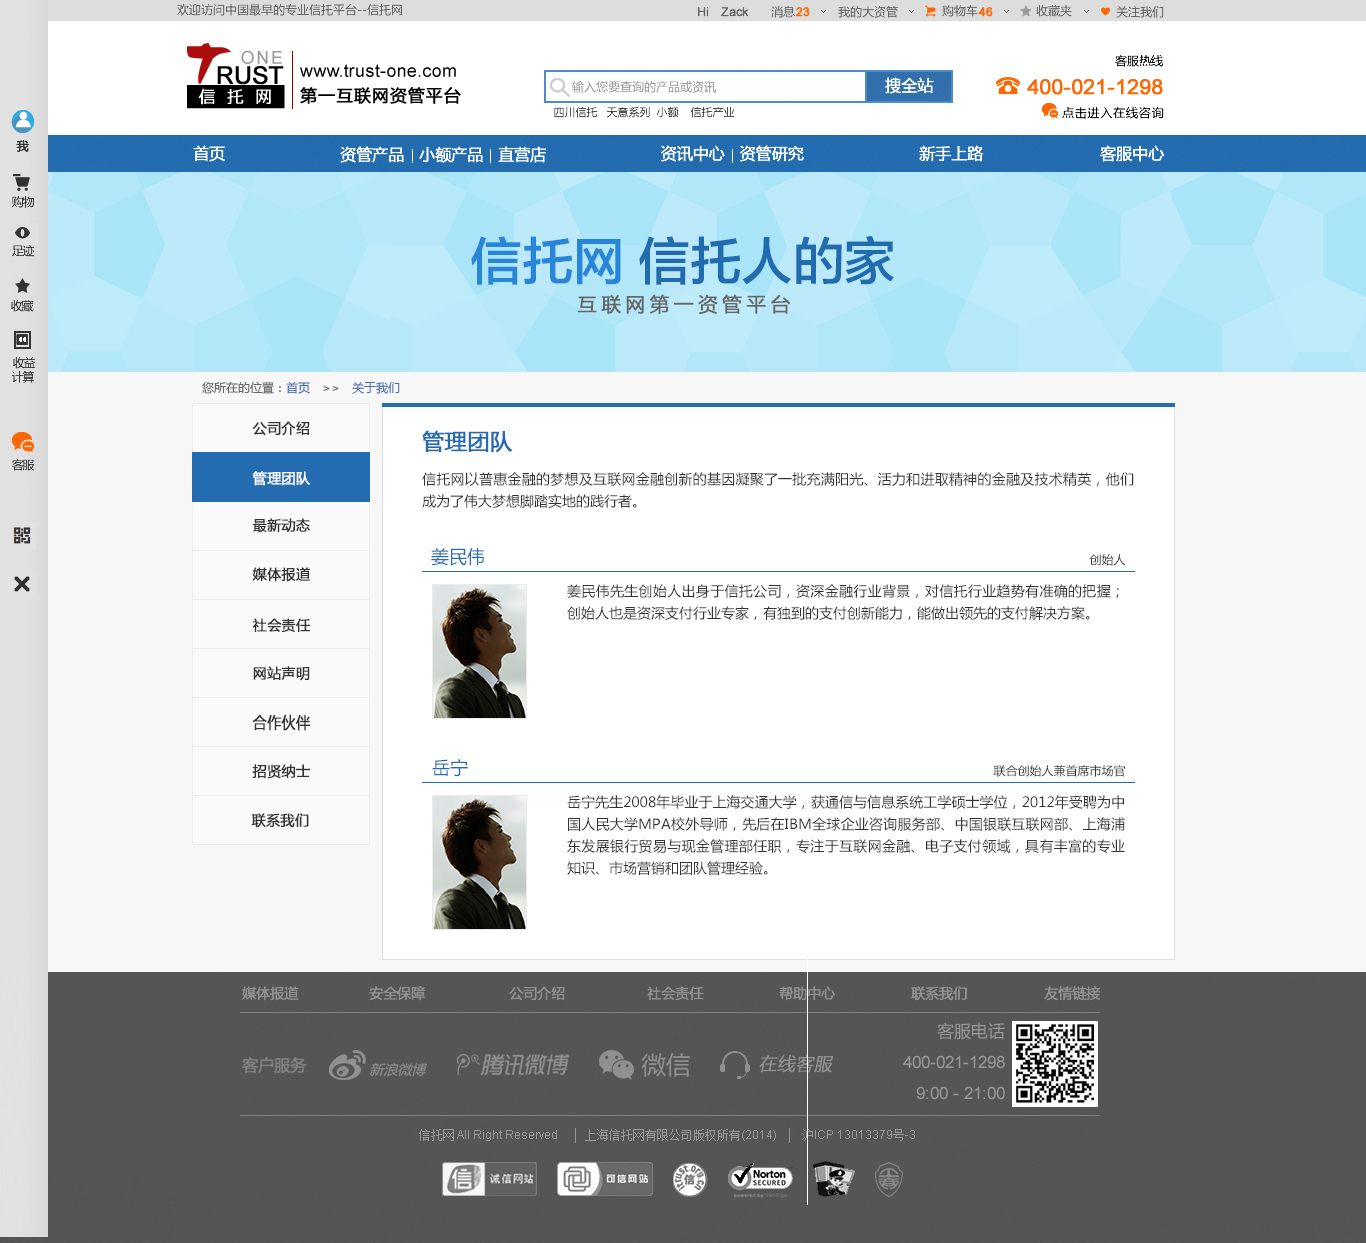 欢迎访问中国最早的专业信托平台--信托网
Hi Zack 消息23 我的大资管 购物车46 收藏夹 关注我们
ONE
TRUST
信托网
www.trust-one.com
第一互联网资管平台
输入您要查询的产品或资讯
搜全站
四川信托 天意系列 小额 信托产业
客服热线
400-021-1298
点击进入在线咨询
首页 资管产品 小额产品 直营店 资讯中心 资管研究 新手上路 客服中心
我
购物
足迹
收藏
收益
计算
客服
信托网 信托人的家
互联网第一资管平台
您所在的位置：首页 >> 关于我们
公司介绍
管理团队
最新动态
媒体报道
社会责任
网站声明
合作伙伴
招贤纳士
联系我们
管理团队
信托网以普惠金融的梦想及互联网金融创新的基因凝聚了一批充满阳光、活力和进取精神的金融及技术精英，他们
成为了伟大梦想脚踏实地的践行者。
姜民伟
创始人
姜民伟先生创始人出身于信托公司，资深金融行业背景，对信托行业趋势有准确的把握；
创始人也是资深支付行业专家，有独到的支付创新能力，能做出领先的支付解决方案。
岳宁
联合创始人兼首席市场官
岳宁先生2008年毕业于上海交通大学，获通信与信息系统工学硕士学位，2012年受聘为中
国人民大学MPA校外导师，先后在IBM全球企业咨询服务部、中国银联互联网部、上海浦
东发展银行贸易与现金管理部任职，专注于互联网金融、电子支付领域，具有丰富的专业
知识、市场营销和团队管理经验。
媒体报道 安全保障 公司介绍 社会责任 帮助中心 联系我们 友情链接
客户服务 新浪微博 腾讯微博 微信 在线客服
客服电话
400-021-1298
9:00 - 21:00
信托网 All Right Reserved 上海信托网有限公司版权所有(2014) 沪ICP 13013379号-3
信 诚信网站
可信网站
trust.org
信
Norton
SECURED